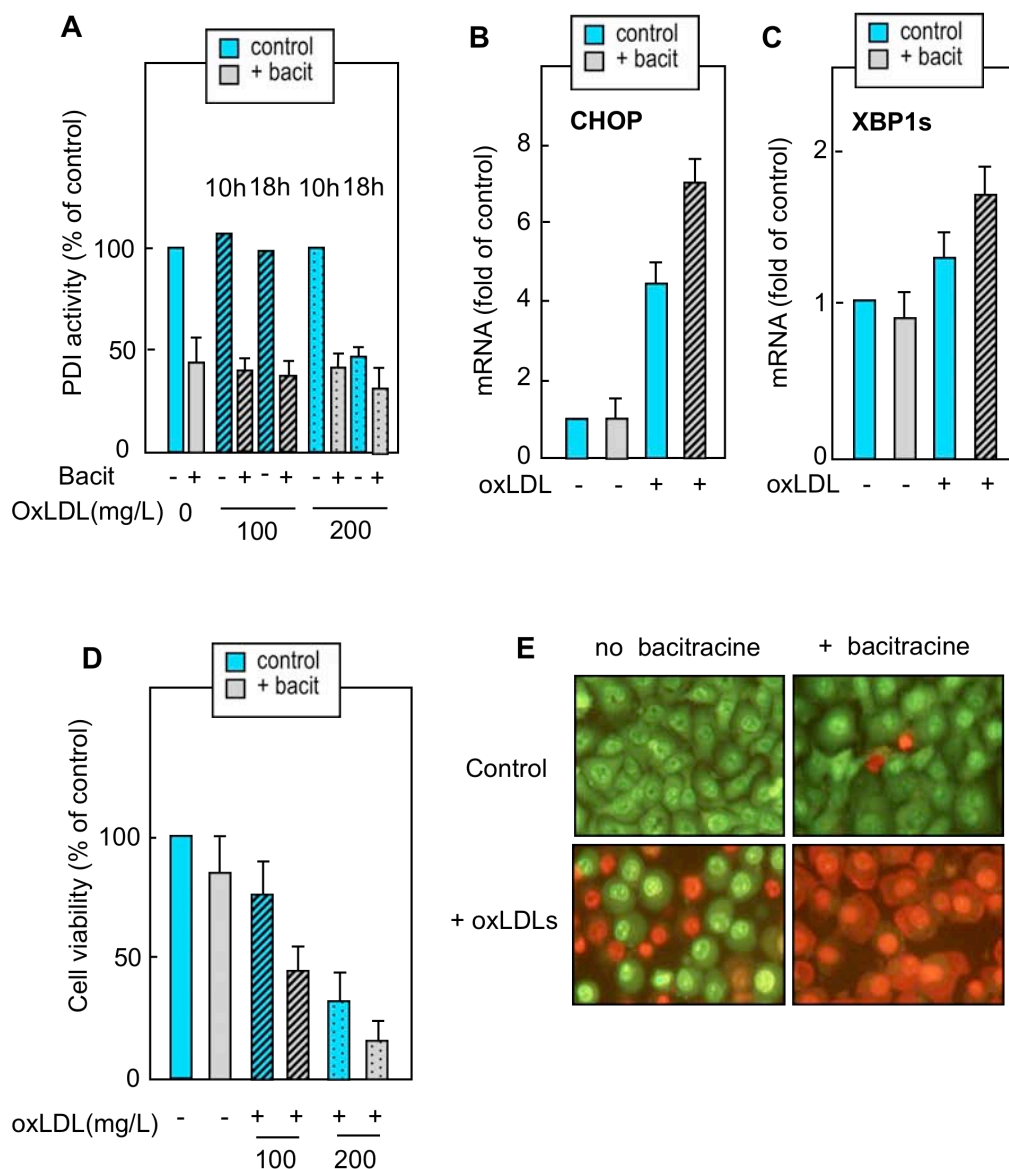 A
control
+ bacit
PDI activity (% of control)
10h 18h 10h 18h
100
50
0
Bacit - + - + - + - + - +
OxLDL(mg/L) 0 100 200
B
control
+ bacit
CHOP
mRNA (fold of control)
8
6
4
2
0
oxLDL - - + +
C
control
+ bacit
XBP1s
mRNA (fold of control)
2
1
0
oxLDL - - + +
D
control
+ bacit
Cell viability (% of control)
100
50
0
oxLDL(mg/L) - - + + + +
100 200
E
no bacitracine + bacitracine
Control
+ oxLDLs